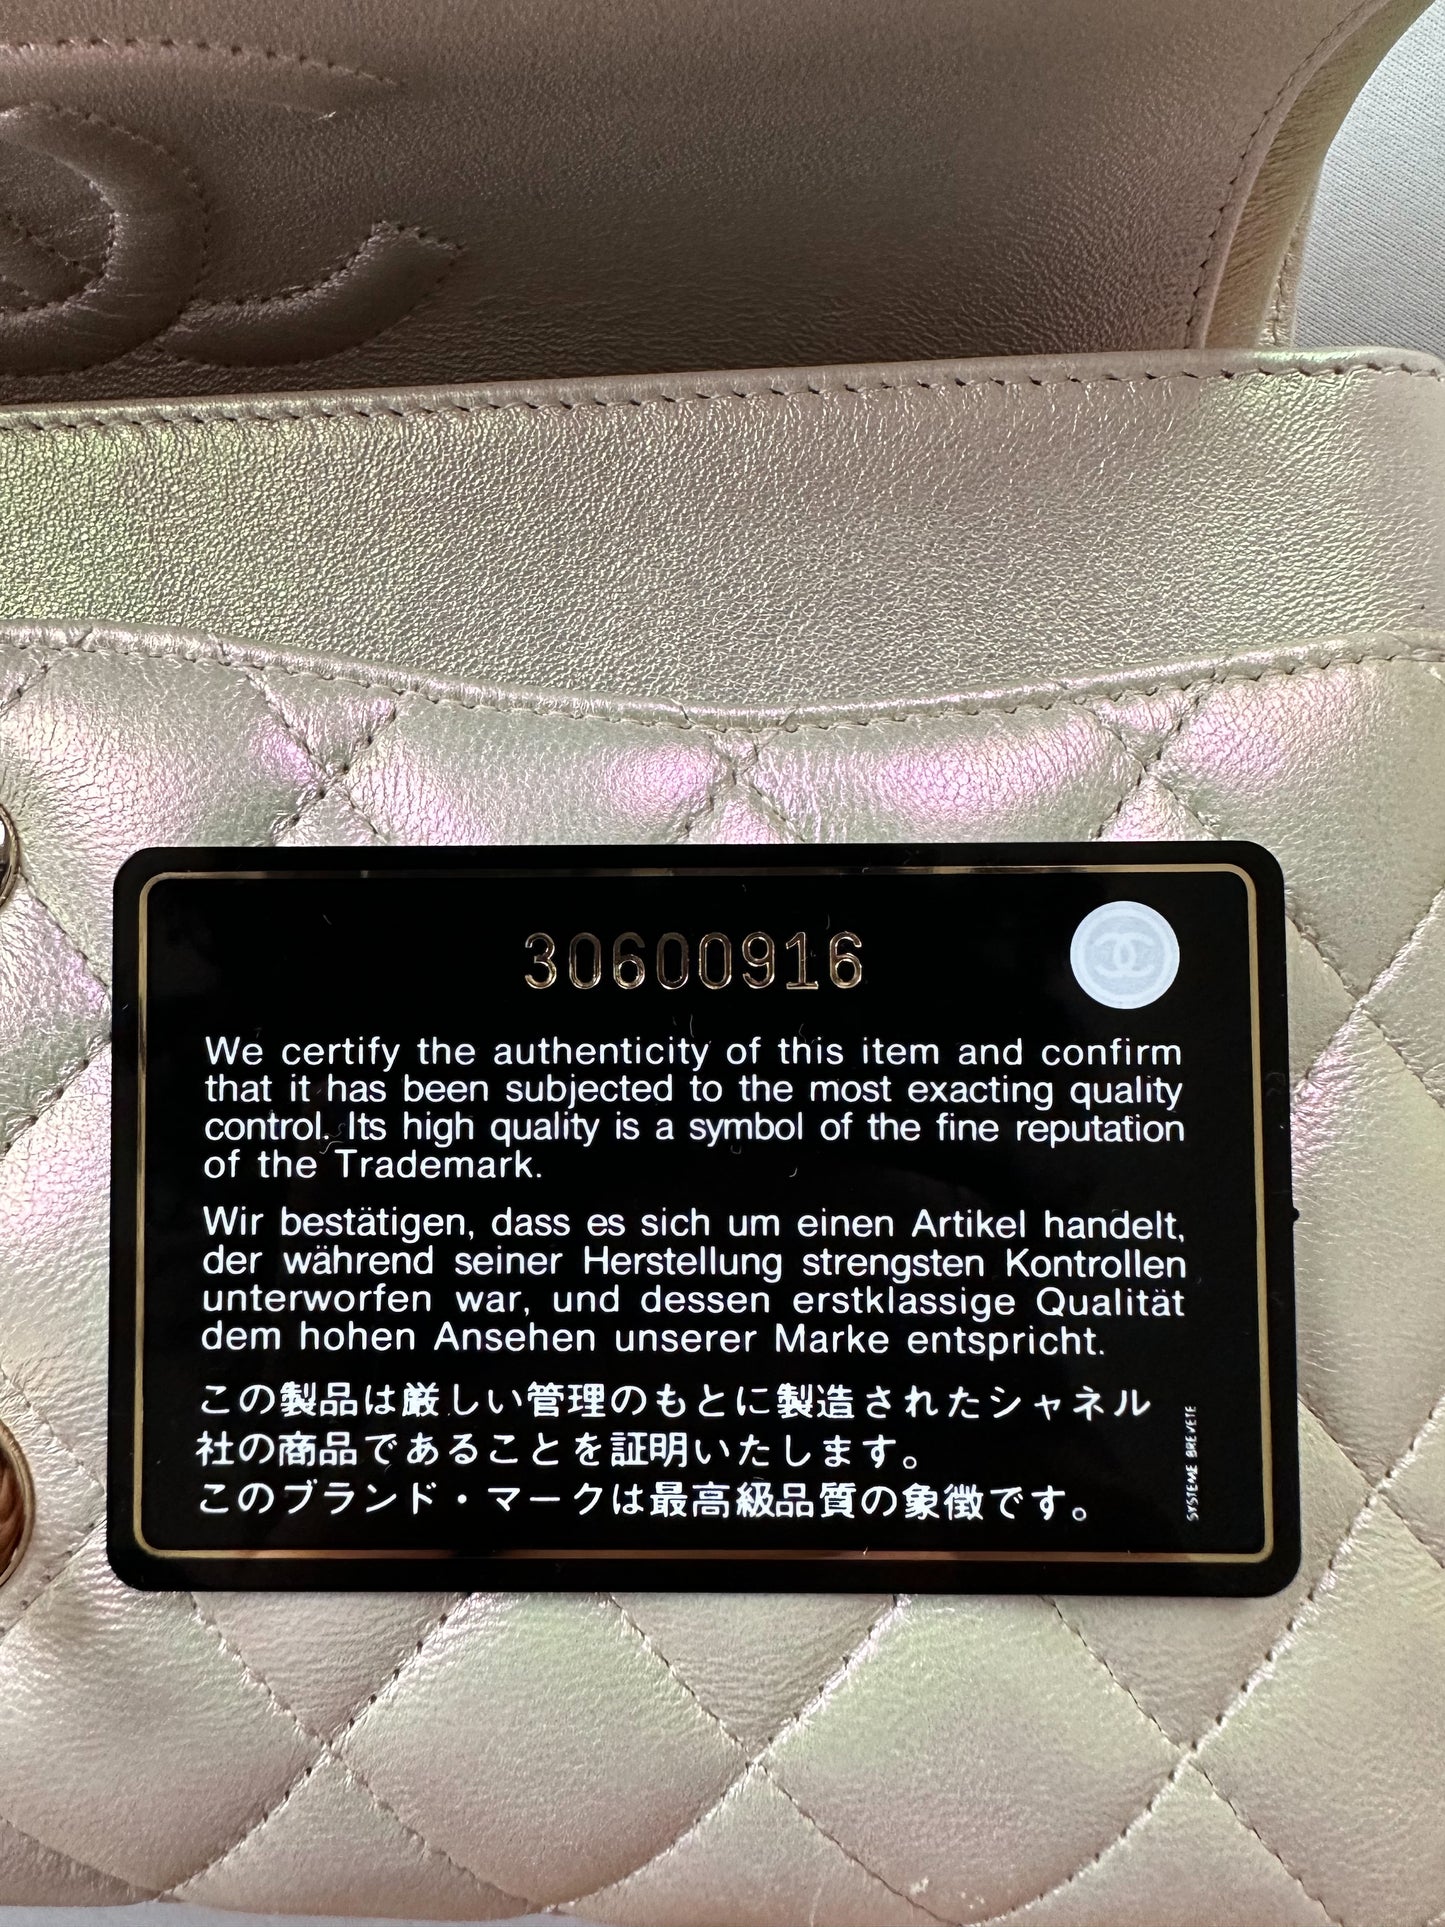 30600916
We certify the authenticity of this item and confirm
that it has been subjected to the most exacting quality
control. Its high quality is a symbol of the fine reputation
of the Trademark.
Wir bestätigen, dass es sich um einen Artikel handelt,
der während seiner Herstellung strengsten Kontrollen
unterworfen war, und dessen erstklassige Qualität
dem hohen Ansehen unserer Marke entspricht.
この製品は厳しい管理のもとに製造されたシャネル
社の商品であることを証明いたします。
このブランド・マークは最高級品質の象徴です。
SYSTEME BREVETE